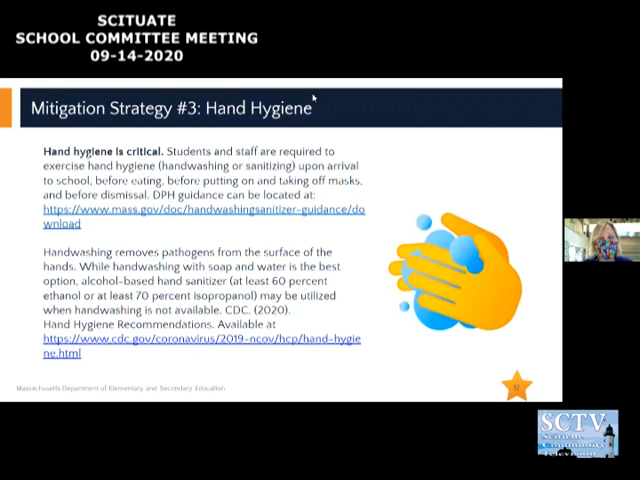 SCITUATE
SCHOOL COMMITTEE MEETING
09-14-2020
Mitigation Strategy #3: Hand Hygiene
Hand hygiene is critical. Students and staff are required to
exercise hand hygiene (handwashing or sanitizing) upon arrival
to school, before eating, before putting on and taking off masks,
and before dismissal. DPH guidance can be located at:
https://www.mass.gov/doc/handwashingsanitizer-guidance/do
wnload
Handwashing removes pathogens from the surface of the
hands. While handwashing with soap and water is the best
option, alcohol-based hand sanitizer (at least 60 percent
ethanol or at least 70 percent isopropanol) may be utilized
when handwashing is not available. CDC. (2020).
Hand Hygiene Recommendations. Available at
https://www.cdc.gov/coronavirus/2019-ncov/hcp/hand-hygie
ne.html
Massachusetts Department of Elementary and Secondary Education
SCTV
Scituate
Community
Television